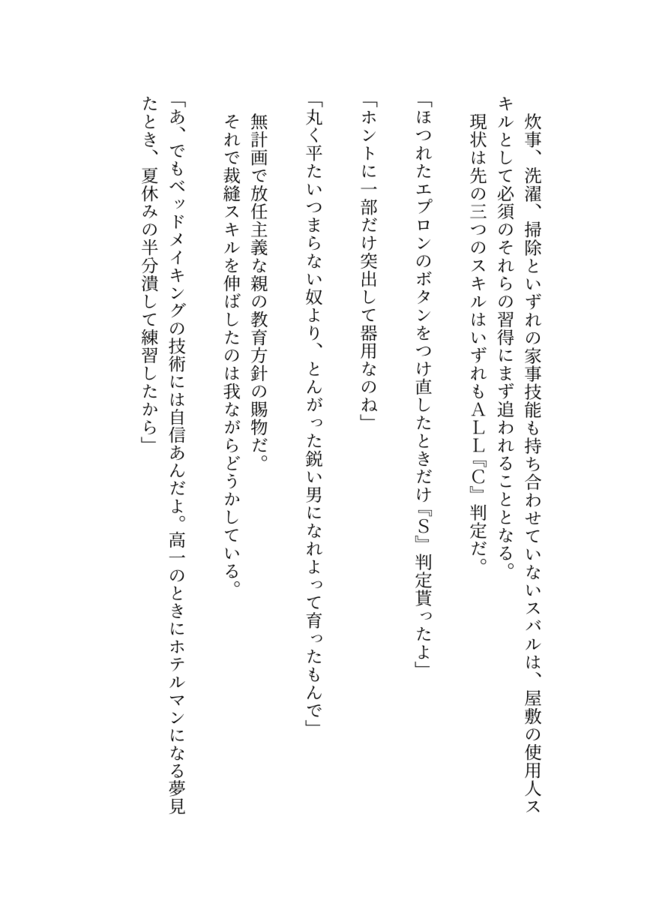 炊事、洗濯、掃除といずれの家事技能も持ち合わせていないスバルは、屋敷の使用人ス
キルとして必須のそれらの習得にまず追われることとなる。
現状は先の三つのスキルはいずれもＡＬＬ『Ｃ』判定だ。
「ほつれたエプロンのボタンをつけ直したときだけ『Ｓ』判定貰ったよ」
「ホントに一部だけ突出して器用なのね」
「丸く平たいつまらない奴より、とんがった鋭い男になれよって育ったもんで」
無計画で放任主義な親の教育方針の賜物だ。
それで裁縫スキルを伸ばしたのは我ながらどうかしている。
「あ、でもベッドメイキングの技術には自信あんだよ。高一のときにホテルマンになる夢見
たとき、夏休みの半分潰して練習したから」